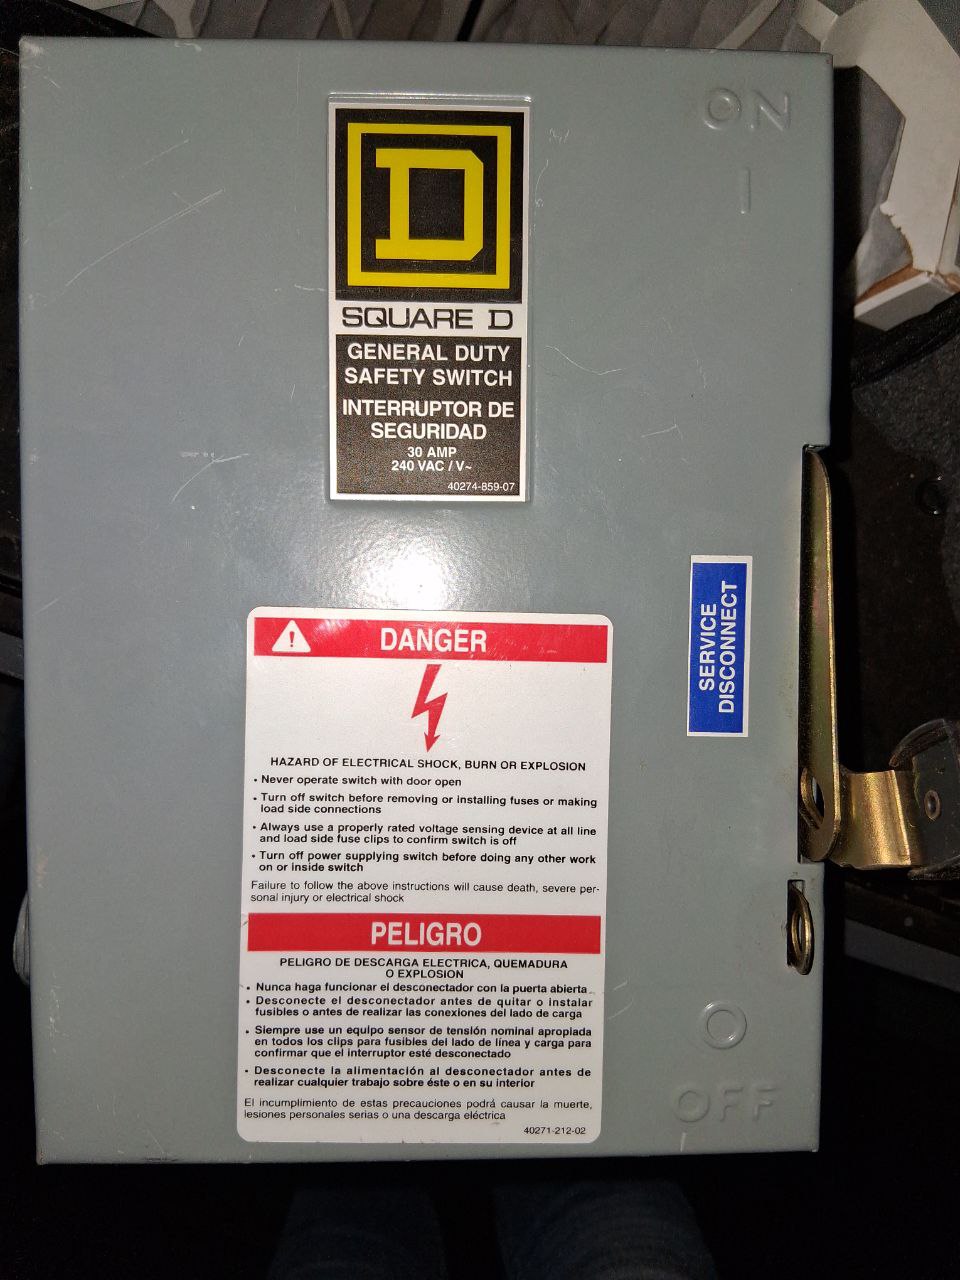 ON
I
D
SQUARE D
GENERAL DUTY
SAFETY SWITCH
INTERRUPTOR DE
SEGURIDAD
30 AMP
240 VAC / V~
40274-859-07
SERVICE
DISCONNECT
DANGER
HAZARD OF ELECTRICAL SHOCK, BURN OR EXPLOSION
• Never operate switch with door open
• Turn off switch before removing or installing fuses or making
load side connections
• Always use a properly rated voltage sensing device at all line
and load side fuse clips to confirm switch is off
• Turn off power supplying switch before doing any other work
on or inside switch
Failure to follow the above instructions will cause death, severe per-
sonal injury or electrical shock
PELIGRO
PELIGRO DE DESCARGA ELECTRICA, QUEMADURA
O EXPLOSION
• Nunca haga funcionar el desconectador con la puerta abierta
• Desconecte el desconectador antes de quitar o instalar
fusibles o antes de realizar las conexiones del lado de carga
• Siempre use un equipo sensor de tensión nominal apropiada
en todos los clips para fusibles del lado de línea y carga para
confirmar que el interruptor esté desconectado
• Desconecte la alimentación al desconectador antes de
realizar cualquier trabajo sobre éste o en su interior
El incumplimiento de estas precauciones podrá causar la muerte,
lesiones personales serias o una descarga eléctrica
40271-212-02
O
OFF